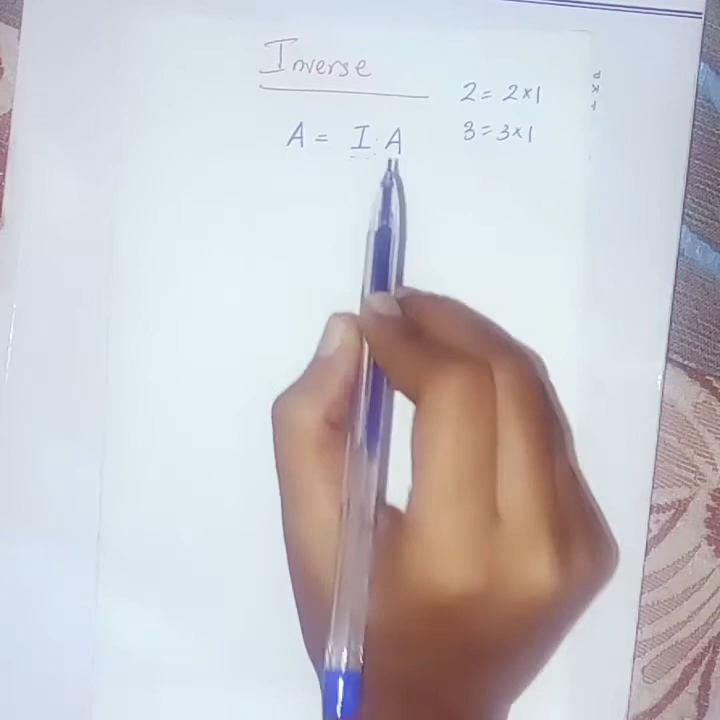 Inverse
2 = 2×1
A = I·A
3 = 3×1